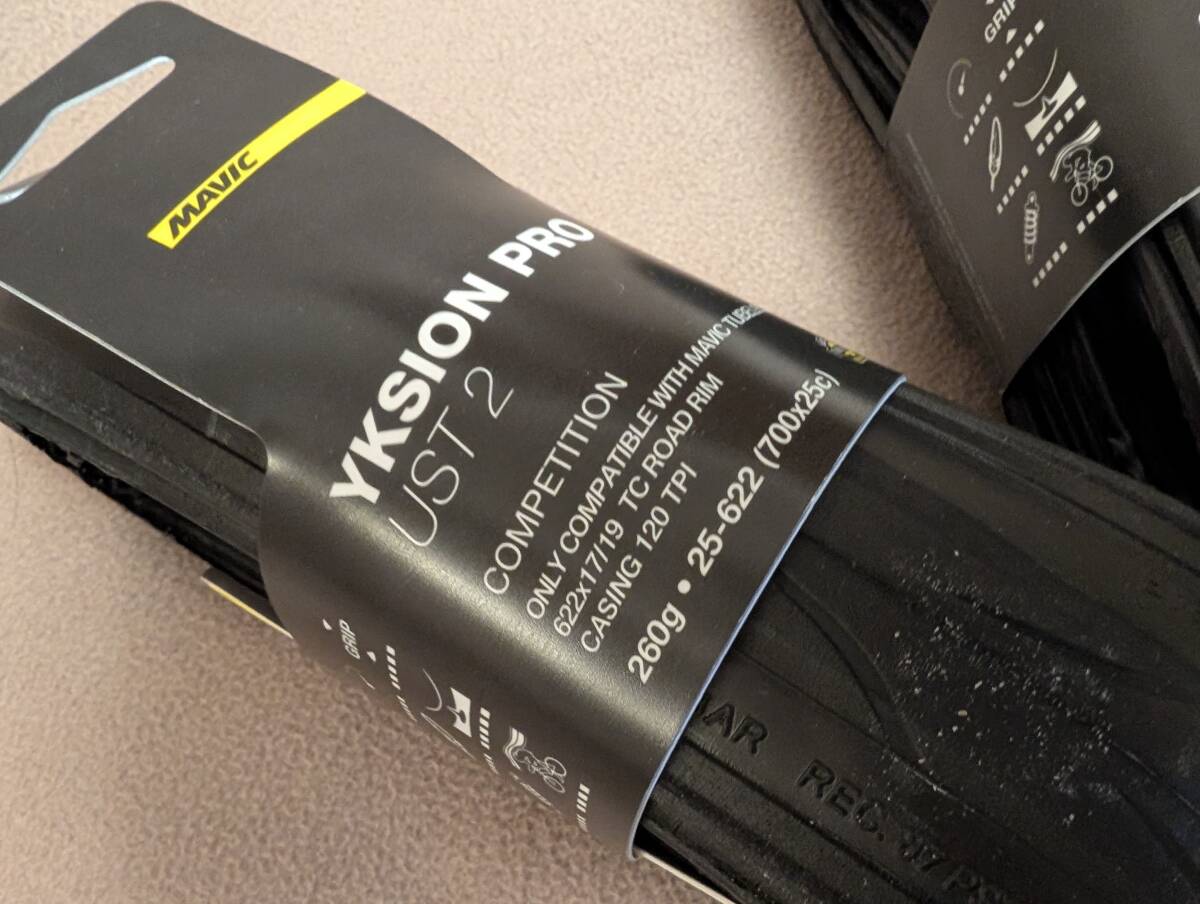 MAVIC
YKSION PRO
UST 2
COMPETITION
ONLY COMPATIBLE WITH MAVIC
622x17/19 TC ROAD RIM
CASING 120 TPI
260g • 25-622 (700x25c)
GRIP
GRIP
AR REC.